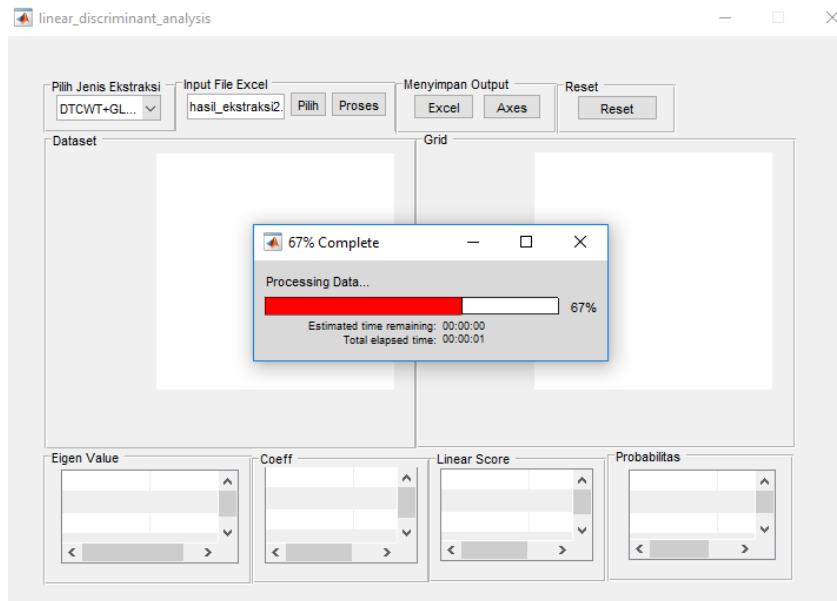 linear_discriminant_analysis
Pilih Jenis Ekstraksi
Input File Excel
Menyimpan Output
Reset
DTCWT+GL...
hasil_ekstraksi2.
Pilih
Proses
Excel
Axes
Reset
Dataset
Grid
67% Complete
Processing Data...
67%
Estimated time remaining: 00:00:00
Total elapsed time: 00:00:01
Eigen Value
Coeff
Linear Score
Probabilitas